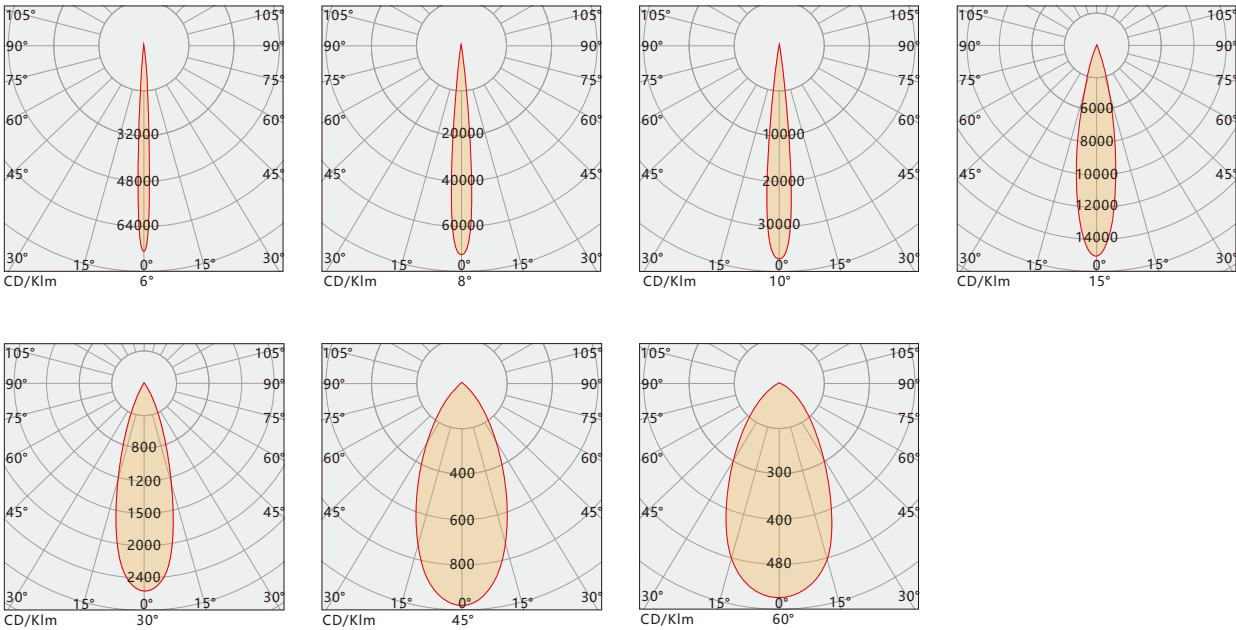 105° 105° 105° 105° 105° 105° 105° 105°
90° 90° 90° 90° 90° 90° 90° 90°
75° 75° 75° 75° 75° 75° 75° 75°
6000
60° 60° 60° 60° 60° 60° 60° 60°
32000 20000 10000 8000
45° 45° 45° 45° 45° 45° 45° 45°
48000 40000 20000 10000
12000
64000 60000 30000 14000
30° 15° 0° 15° 30° 30° 15° 0° 15° 30° 30° 15° 0° 15° 30° 30° 15° 0° 15° 30°
CD/Klm 6° CD/Klm 8° CD/Klm 10° CD/Klm 15°
105° 105° 105° 105° 105° 105°
90° 90° 90° 90° 90° 90°
75° 75° 75° 75° 75° 75°
800
60° 60° 60° 60° 60° 60°
1200 400 300
45° 45° 45° 45° 45° 45°
1500 600 400
2000 800 480
2400
30° 15° 0° 15° 30° 30° 15° 0° 15° 30° 30° 15° 0° 15° 30°
CD/Klm 30° CD/Klm 45° CD/Klm 60°